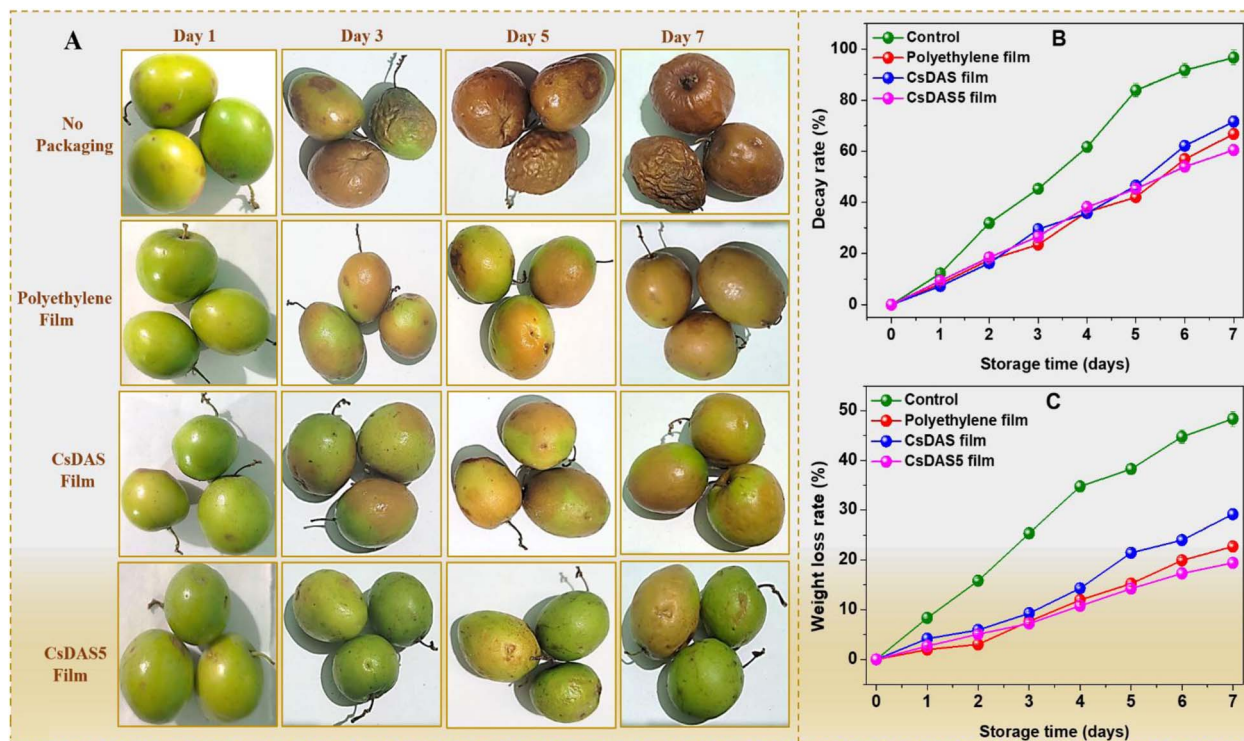 A
Day 1 Day 3 Day 5 Day 7
No
Packaging
Polyethylene
Film
CsDAS
Film
CsDAS5
Film
B
Control
Polyethylene film
CsDAS film
CsDAS5 film
Decay rate (%)
100
80
60
40
20
0
0 1 2 3 4 5 6 7
Storage time (days)
C
Control
Polyethylene film
CsDAS film
CsDAS5 film
Weight loss rate (%)
50
40
30
20
10
0
0 1 2 3 4 5 6 7
Storage time (days)